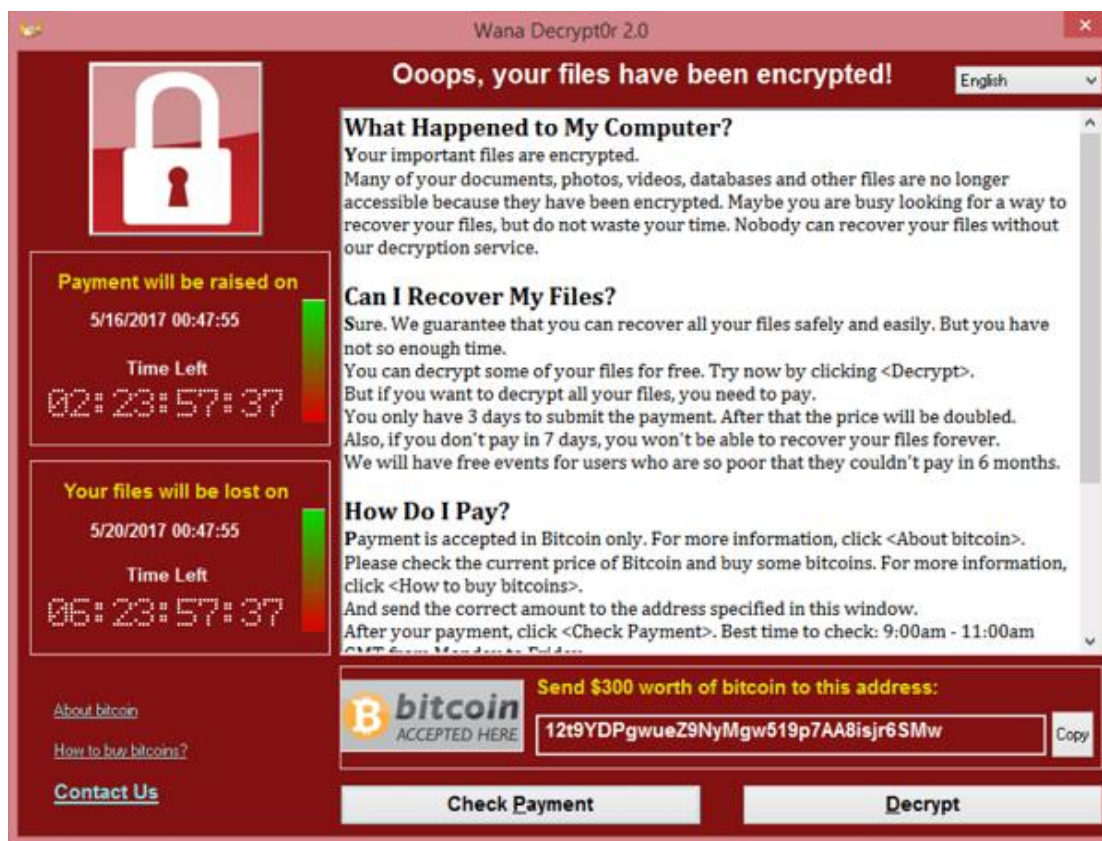 Wana Decrypt0r 2.0
Ooops, your files have been encrypted!
English
Payment will be raised on
5/16/2017 00:47:55
Time Left
02:23:57:37
Your files will be lost on
5/20/2017 00:47:55
Time Left
06:23:57:37
About bitcoin
How to buy bitcoins?
Contact Us
What Happened to My Computer?
Your important files are encrypted.
Many of your documents, photos, videos, databases and other files are no longer
accessible because they have been encrypted. Maybe you are busy looking for a way to
recover your files, but do not waste your time. Nobody can recover your files without
our decryption service.
Can I Recover My Files?
Sure. We guarantee that you can recover all your files safely and easily. But you have
not so enough time.
You can decrypt some of your files for free. Try now by clicking <Decrypt>.
But if you want to decrypt all your files, you need to pay.
You only have 3 days to submit the payment. After that the price will be doubled.
Also, if you don't pay in 7 days, you won't be able to recover your files forever.
We will have free events for users who are so poor that they couldn't pay in 6 months.
How Do I Pay?
Payment is accepted in Bitcoin only. For more information, click <About bitcoin>.
Please check the current price of Bitcoin and buy some bitcoins. For more information,
click <How to buy bitcoins>.
And send the correct amount to the address specified in this window.
After your payment, click <Check Payment>. Best time to check: 9:00am - 11:00am
GMT from Monday to Friday
bitcoin
ACCEPTED HERE
Send $300 worth of bitcoin to this address:
12t9YDPgwueZ9NyMgw519p7AA8isjr6SMw
Copy
Check Payment
Decrypt